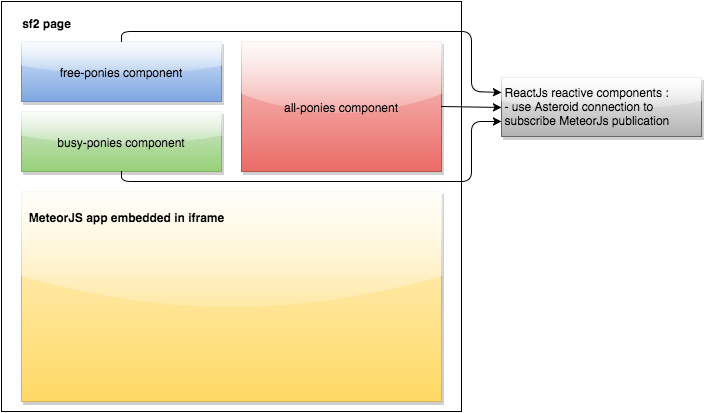 sf2 page
free-ponies component
all-ponies component
busy-ponies component
ReactJs reactive components :
- use Asteroid connection to
subscribe MeteorJs publication
MeteorJS app embedded in iframe